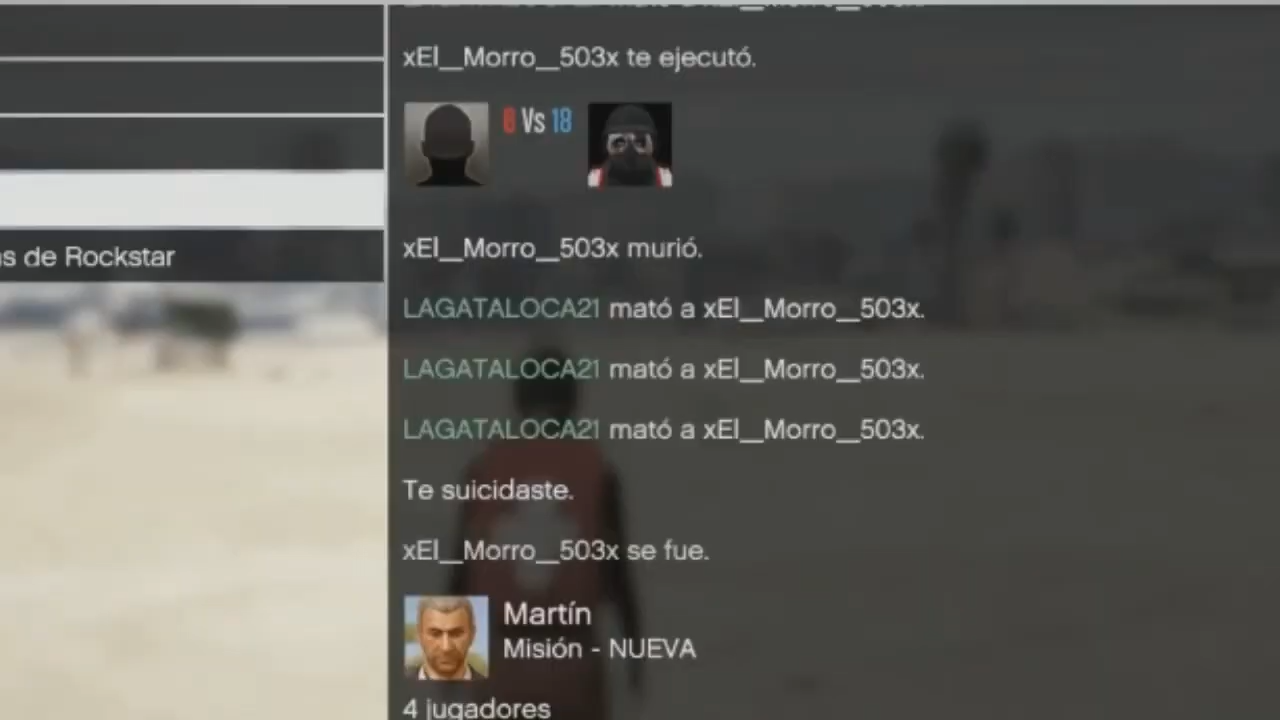 xEl__Morro__503x te ejecutó.
Vs 18
xEl__Morro__503x murió.
LAGATALOCA21 mató a xEl__Morro__503x.
as de Rockstar
LAGATALOCA21 mató a xEl__Morro__503x.
LAGATALOCA21 mató a xEl__Morro__503x.
Te suicidaste.
xEl__Morro__503x se fue.
Martín
Misión - NUEVA
4 jugadores